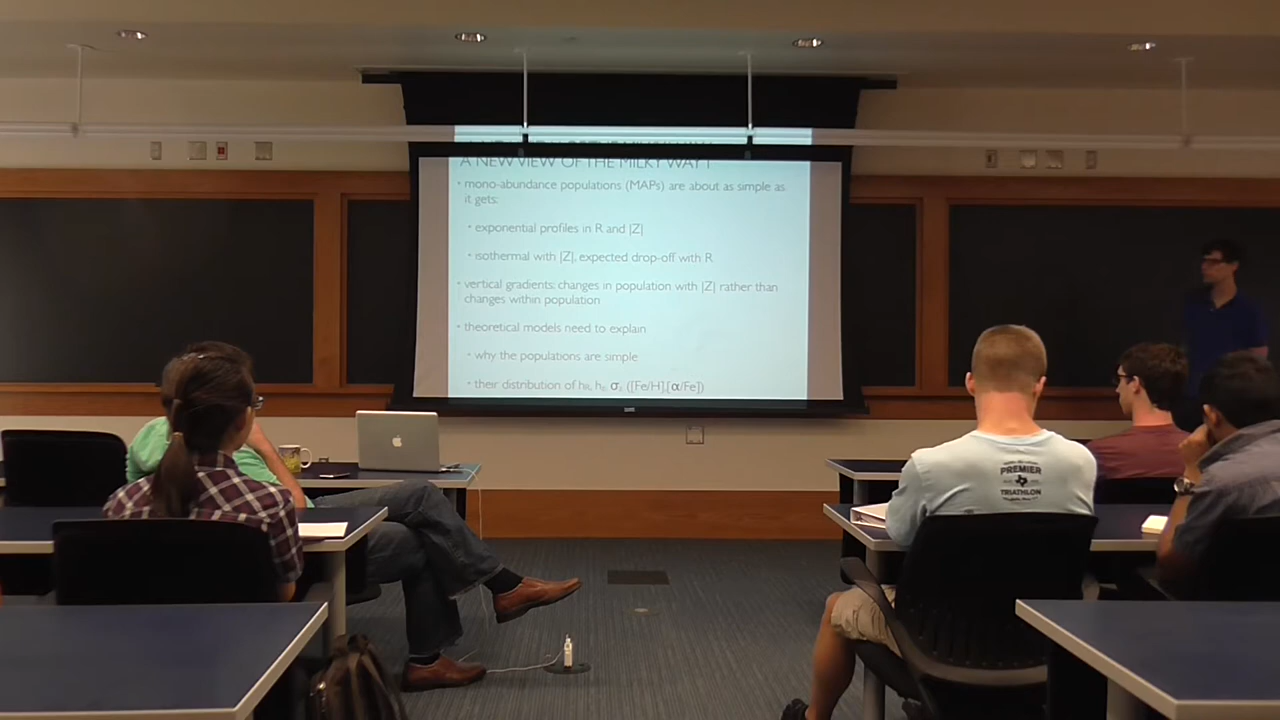 A NEW VIEW OF THE MILKY WAY I
• mono-abundance populations (MAPs) are about as simple as
it gets:
• exponential profiles in R and |Z|
• isothermal with |Z|, expected drop-off with R
• vertical gradients: changes in population with |Z| rather than
changes within population
• theoretical models need to explain
• why the populations are simple
• their distribution of hR, hz, σz ([Fe/H],[α/Fe])
PREMIER
TRIATHLON